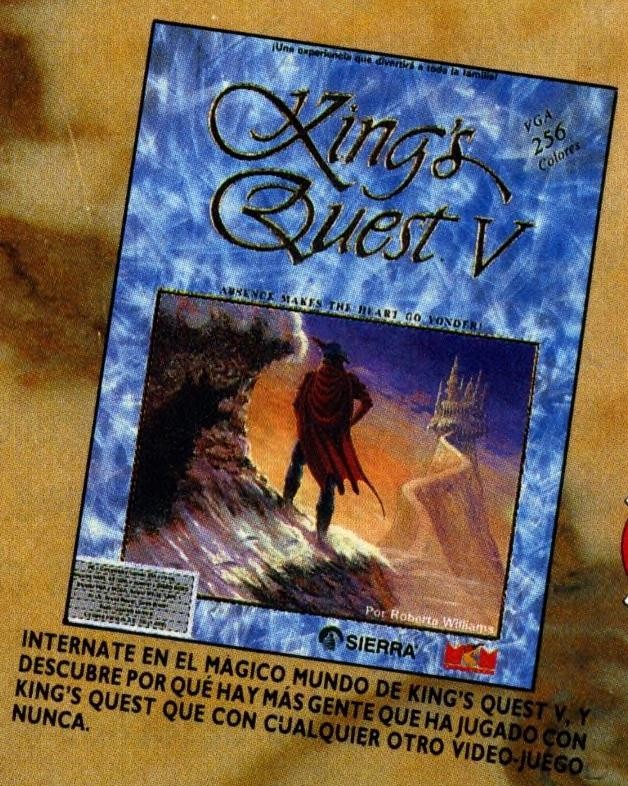 ¡Una experiencia que divertirá a toda la familia!
King's
Quest V
VGA
256
Colores
ABSENCE MAKES THE HEART GO YONDER!
Por Roberta Williams
SIERRA
MCM
INTERNATE EN EL MÁGICO MUNDO DE KING'S QUEST V, Y
DESCUBRE POR QUÉ HAY MÁS GENTE QUE HA JUGADO CON
KING'S QUEST QUE CON CUALQUIER OTRO VIDEO-JUEGO
NUNCA.